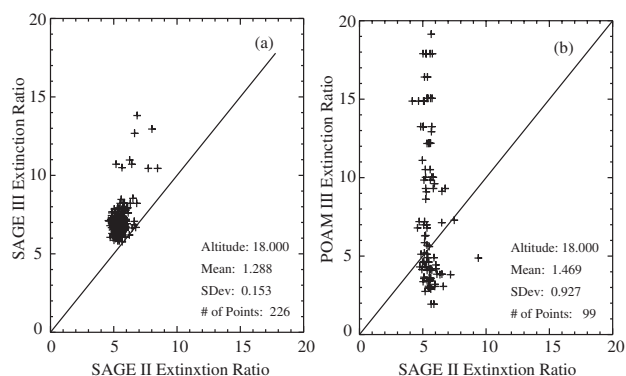 20
15
10
5
0
SAGE III Extinction Ratio
(a)
Altitude: 18.000
Mean: 1.288
SDev: 0.153
# of Points: 226
0 5 10 15 20
SAGE II Extinxtion Ratio
20
15
10
5
0
POAM III Extinction Ratio
(b)
Altitude: 18.000
Mean: 1.469
SDev: 0.927
# of Points: 99
0 5 10 15 20
SAGE II Extinxtion Ratio